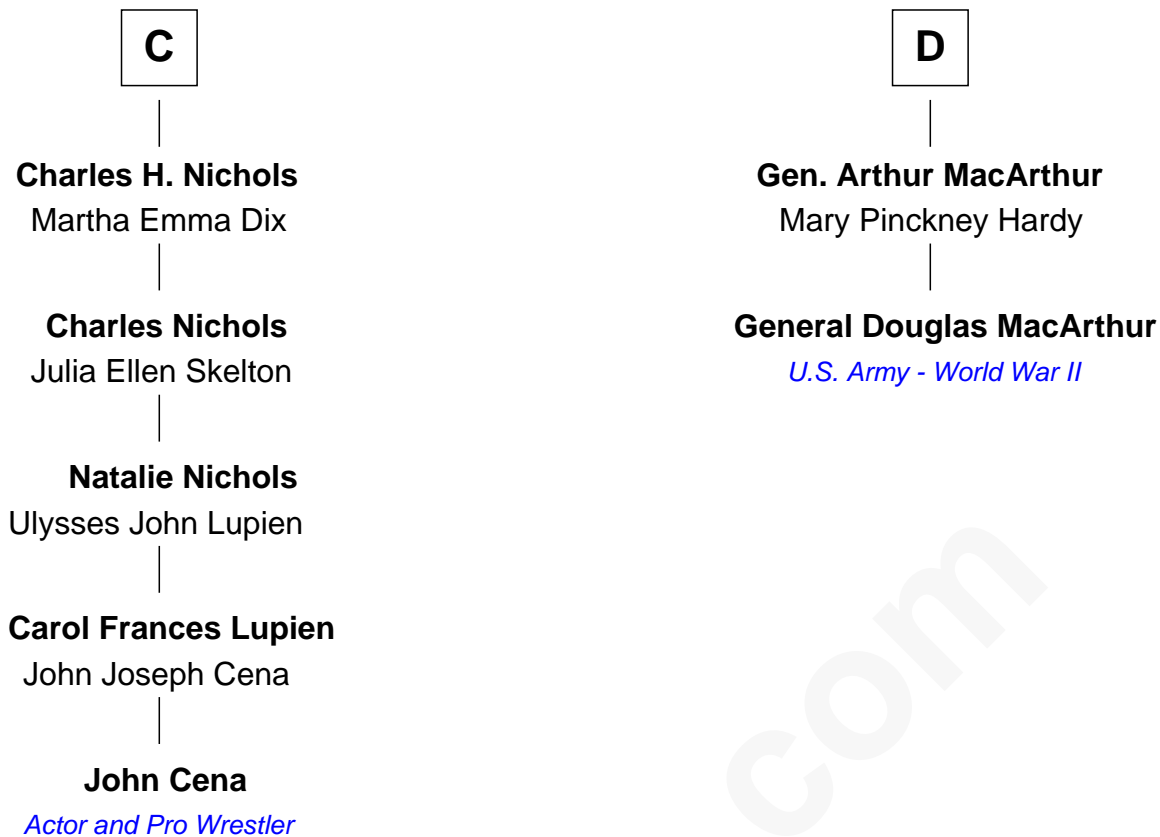 C
Charles H. Nichols
Martha Emma Dix
Charles Nichols
Julia Ellen Skelton
Natalie Nichols
Ulysses John Lupien
Carol Frances Lupien
John Joseph Cena
John Cena
Actor and Pro Wrestler
D
Gen. Arthur MacArthur
Mary Pinckney Hardy
General Douglas MacArthur
U.S. Army - World War II
com